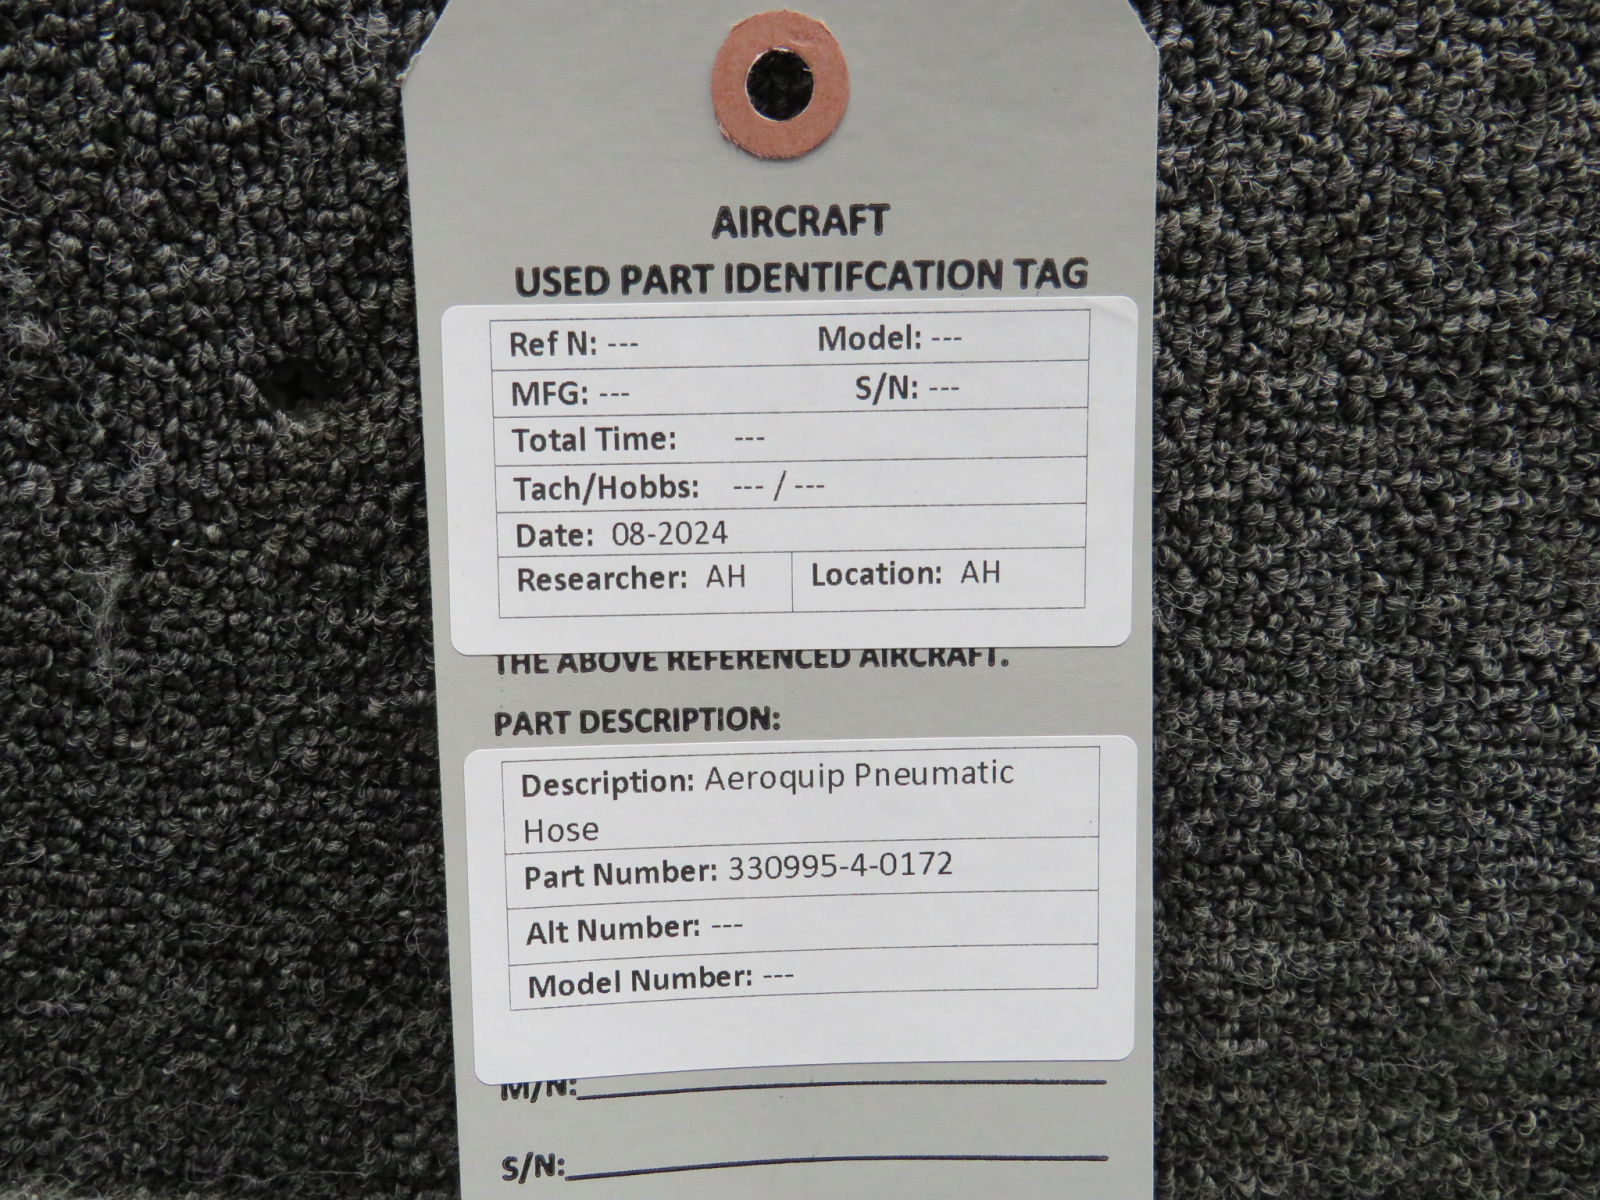 AIRCRAFT
USED PART IDENTIFCATION TAG
Ref N: --- Model: ---
MFG: --- S/N: ---
Total Time: ---
Tach/Hobbs: --- / ---
Date: 08-2024
Researcher: AH Location: AH
THE ABOVE REFERENCED AIRCRAFT.
PART DESCRIPTION:
Description: Aeroquip Pneumatic
Hose
Part Number: 330995-4-0172
Alt Number: ---
Model Number: ---
M/N:
S/N: